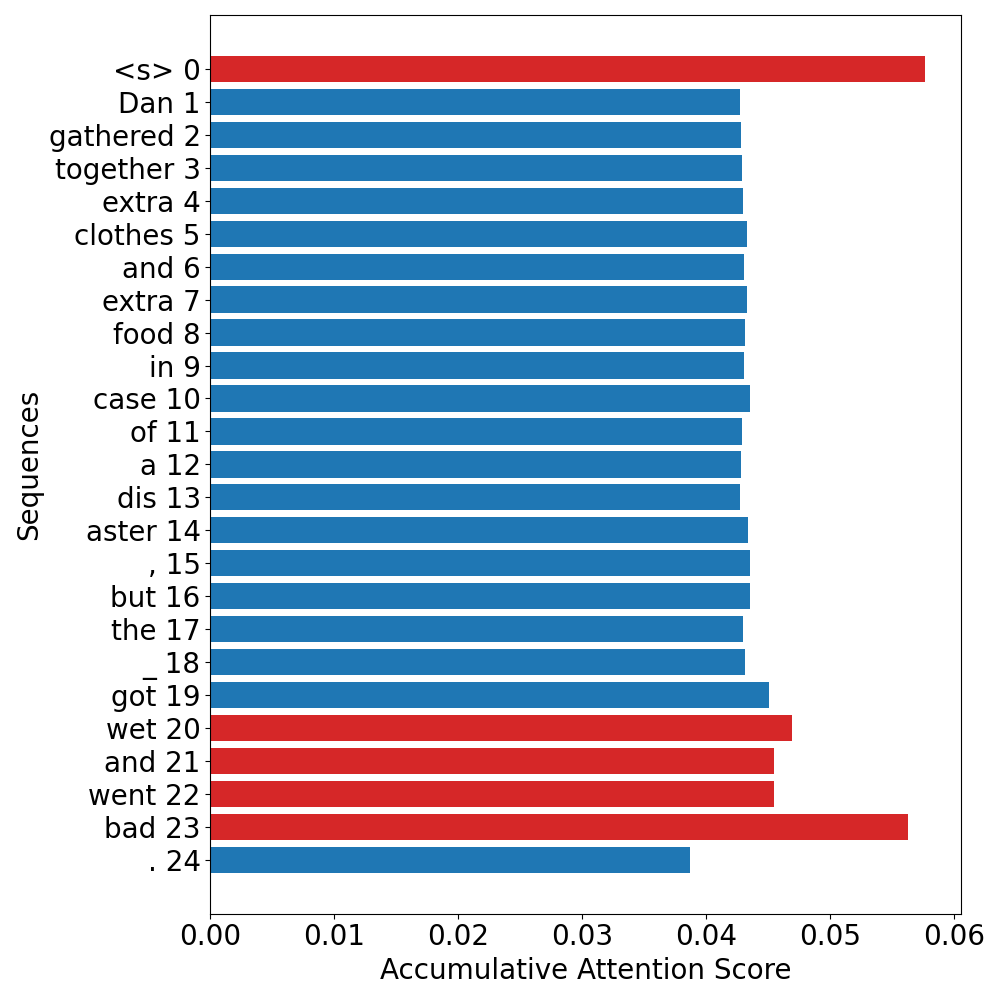 <s> 0
Dan 1
gathered 2
together 3
extra 4
clothes 5
and 6
extra 7
food 8
in 9
case 10
of 11
a 12
dis 13
aster 14
, 15
but 16
the 17
_ 18
got 19
wet 20
and 21
went 22
bad 23
. 24
Sequences
0.00 0.01 0.02 0.03 0.04 0.05 0.06
Accumulative Attention Score